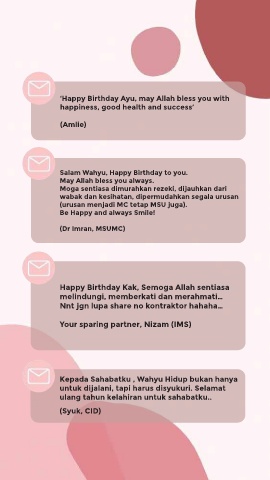 'Happy Birthday Ayu, may Allah bless you with
happiness, good health and success'
(Amlie)
Salam Wahyu, Happy Birthday to you.
May Allah bless you always.
Moga sentiasa dimurahkan rezeki, dijauhkan dari
wabak dan kesihatan, dipermudahkan segala urusan
(urusan menjadi MC tetap MSU juga).
Be Happy and always Smile!
(Dr Imran, MSUMC)
Happy Birthday Kak, Semoga Allah sentiasa
melindungi, memberkati dan merahmati...
Nnt jgn lupa share no kontraktor hahaha...
Your sparing partner, Nizam (IMS)
Kepada Sahabatku , Wahyu Hidup bukan hanya
untuk dijalani, tapi harus disyukuri. Selamat
ulang tahun kelahiran untuk sahabatku..
(Syuk, CID)